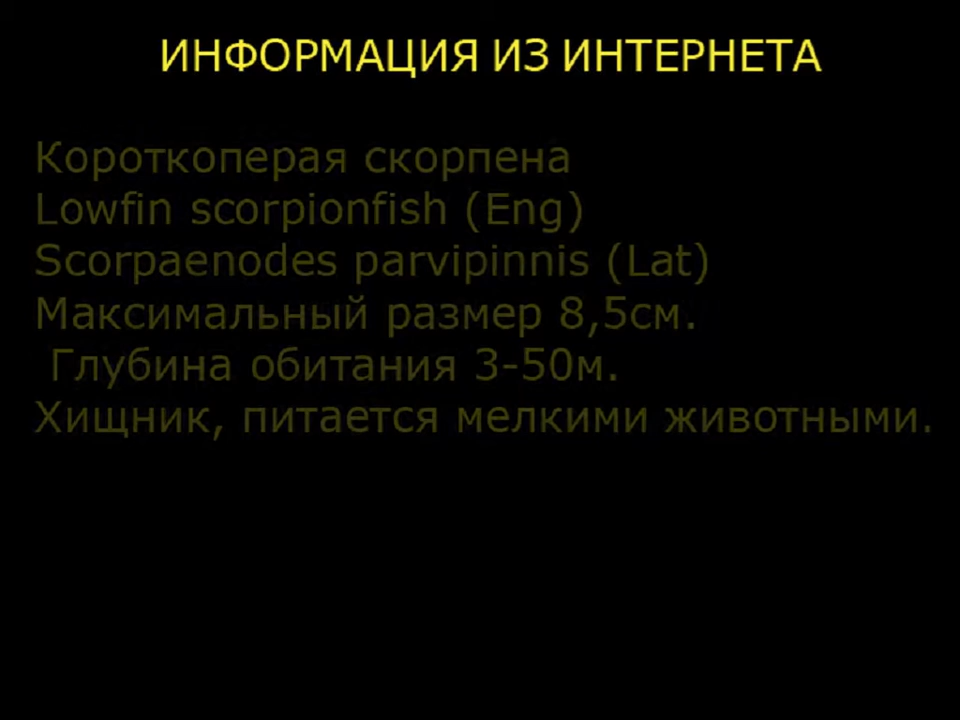 ИНФОРМАЦИЯ ИЗ ИНТЕРНЕТА
Короткоперая скорпена
Lowfin scorpionfish (Eng)
Scorpaenodes parvipinnis (Lat)
Максимальный размер 8,5см.
Глубина обитания 3-50м.
Хищник, питается мелкими животными.